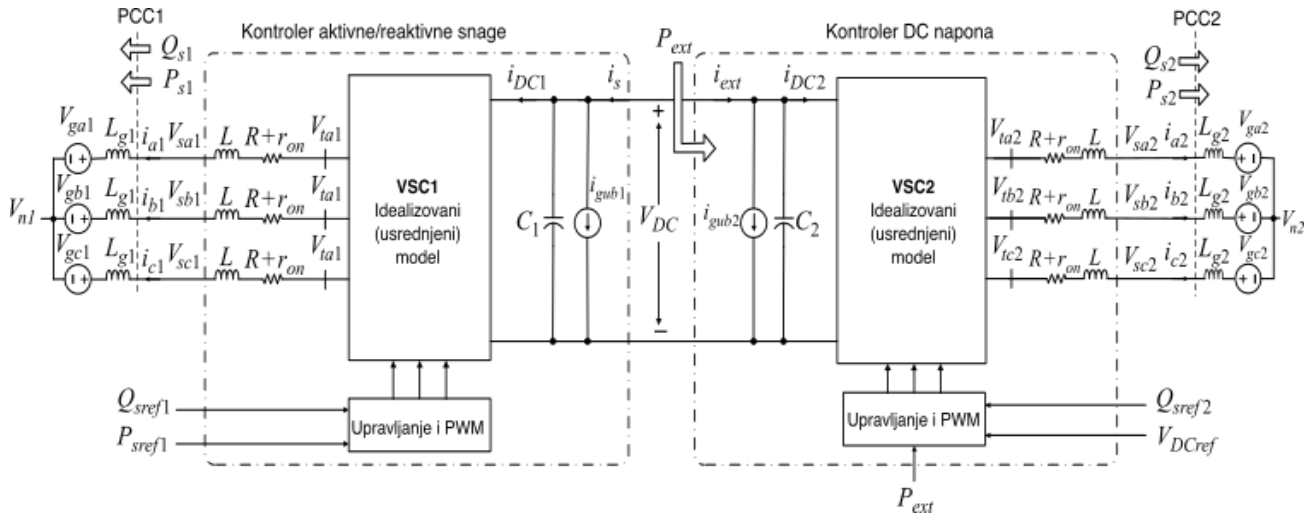 PCC1
Kontroler aktivne/reaktivne snage
P_ext
Kontroler DC napona
PCC2
Q_s1
P_s1
i_DC1
i_s
i_ext
i_DC2
Q_s2
P_s2
V_ga1 L_g1 i_a1 V_sa1 L R+r_on V_ta1
V_gb1 L_g1 i_b1 V_sb1 L R+r_on V_ta1
V_n1
V_gc1 L_g1 i_c1 V_sc1 L R+r_on V_ta1
VSC1
Idealizovani
(usrednjeni)
model
C_1
i_gub1
+
V_DC
−
i_gub2
C_2
VSC2
Idealizovani
(usrednjeni)
model
V_ta2 R+r_on L V_sa2 i_a2 L_g2 V_ga2
V_tb2 R+r_on L V_sb2 i_b2 L_g2 V_gb2
V_n2
V_tc2 R+r_on L V_sc2 i_c2 L_g2 V_gc2
Q_sref1
P_sref1
Upravljanje i PWM
Upravljanje i PWM
Q_sref2
V_DCref
P_ext